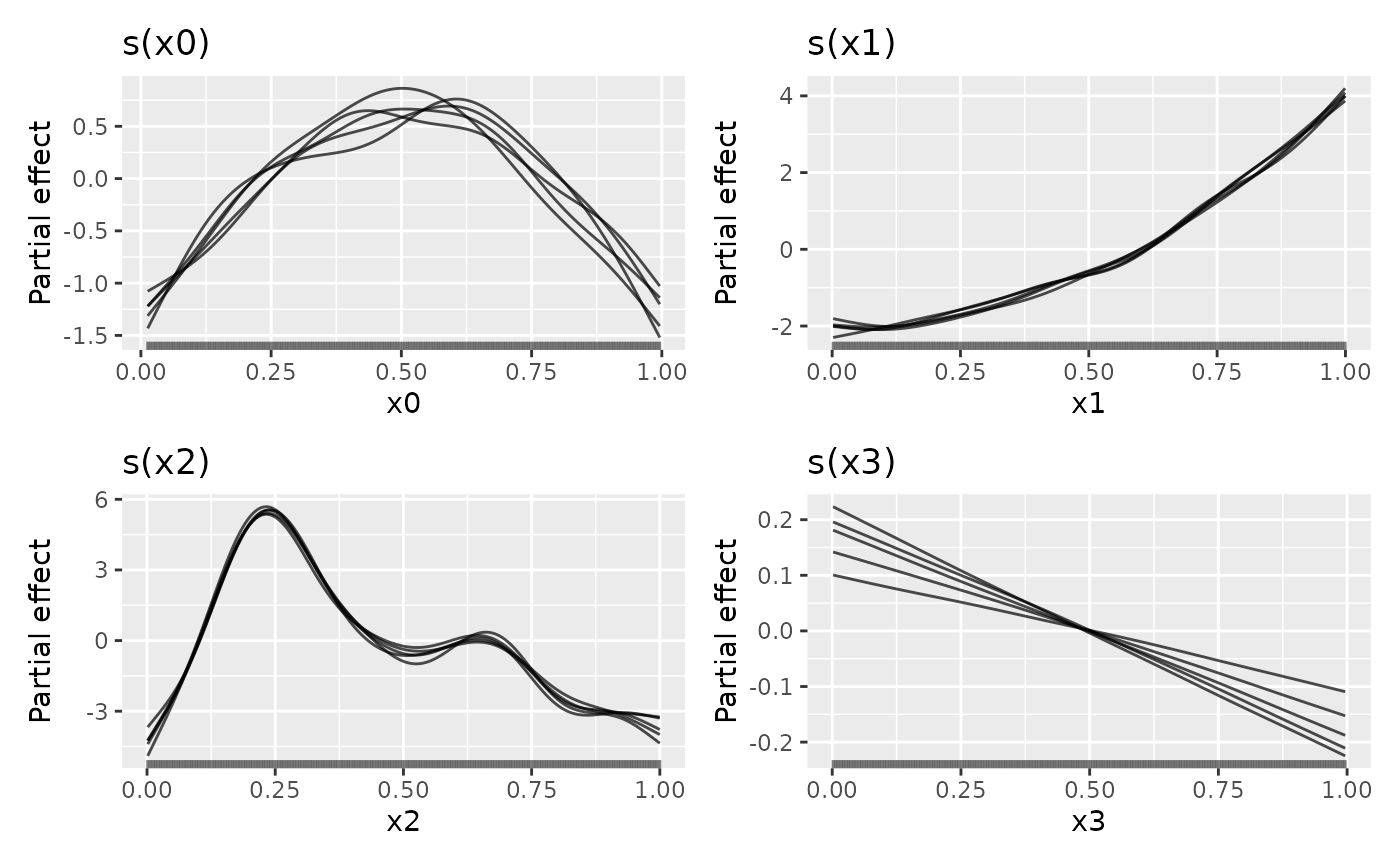 s(x0)
Partial effect
0.5
0.0
-0.5
-1.0
-1.5
0.00 0.25 0.50 0.75 1.00
x0
s(x1)
Partial effect
4
2
0
-2
0.00 0.25 0.50 0.75 1.00
x1
s(x2)
Partial effect
6
3
0
-3
0.00 0.25 0.50 0.75 1.00
x2
s(x3)
Partial effect
0.2
0.1
0.0
-0.1
-0.2
0.00 0.25 0.50 0.75 1.00
x3